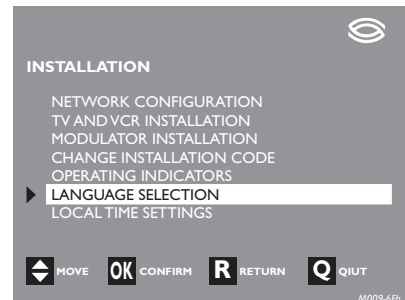 INSTALLATION
NETWORK CONFIGURATION
TV AND VCR INSTALLATION
MODULATOR INSTALLATION
CHANGE INSTALLATION CODE
OPERATING INDICATORS
LANGUAGE SELECTION
LOCAL TIME SETTINGS
MOVE OK CONFIRM R RETURN Q QIUT
M009-6Eh